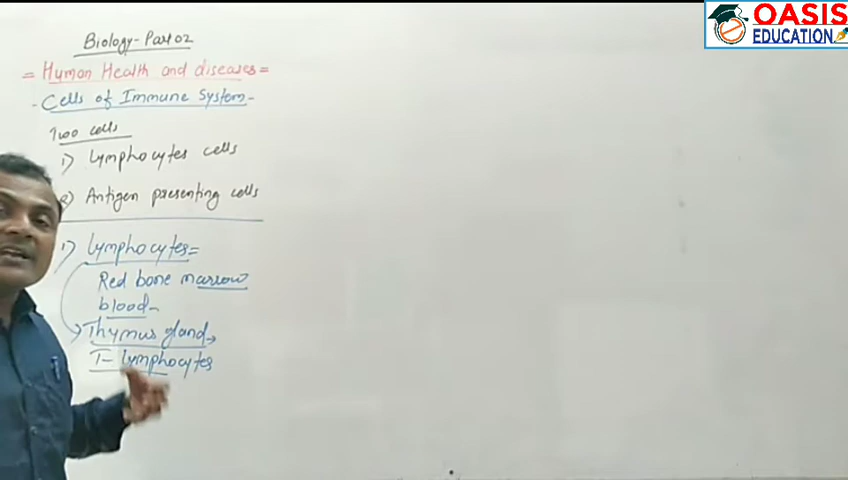 OASIS
EDUCATION
Biology-Part 02
= Human Health and diseases =
- Cells of Immune System -
Two cells
1) Lymphocytes cells
2) Antigen presenting cells
1) Lymphocytes =
Red bone marrow
blood -
Thymus gland
T- lymphocytes